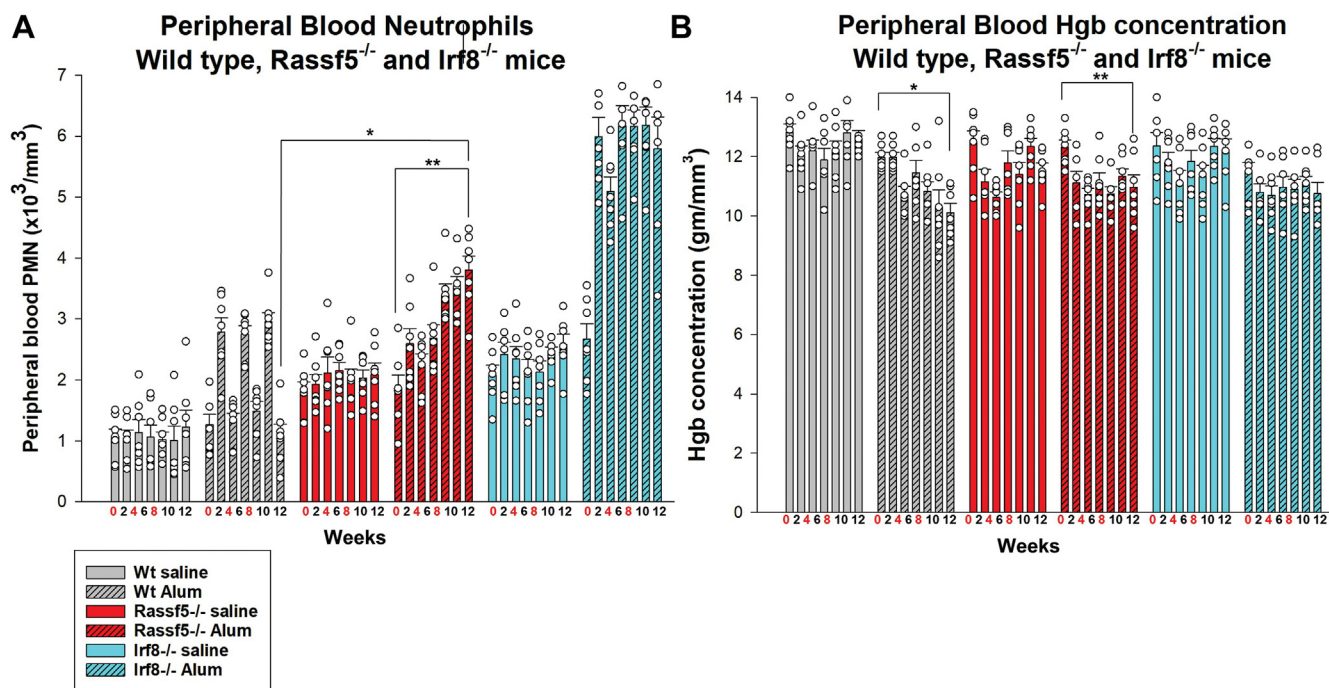 A
Peripheral Blood Neutrophils
Wild type, Rassf5-/- and Irf8-/- mice
Peripheral blood PMN (x10^3/mm^3)
7
6
5
4
3
2
1
0
*
**
0 2 4 6 8 10 12 0 2 4 6 8 10 12 0 2 4 6 8 10 12 0 2 4 6 8 10 12 0 2 4 6 8 10 12 0 2 4 6 8 10 12
Weeks
Wt saline
Wt Alum
Rassf5-/- saline
Rassf5-/- Alum
Irf8-/- saline
Irf8-/- Alum
B
Peripheral Blood Hgb concentration
Wild type, Rassf5-/- and Irf8-/- mice
Hgb concentration (gm/mm^3)
14
12
10
8
6
4
2
0
*
**
0 2 4 6 8 10 12 0 2 4 6 8 10 12 0 2 4 6 8 10 12 0 2 4 6 8 10 12 0 2 4 6 8 10 12 0 2 4 6 8 10 12
Weeks